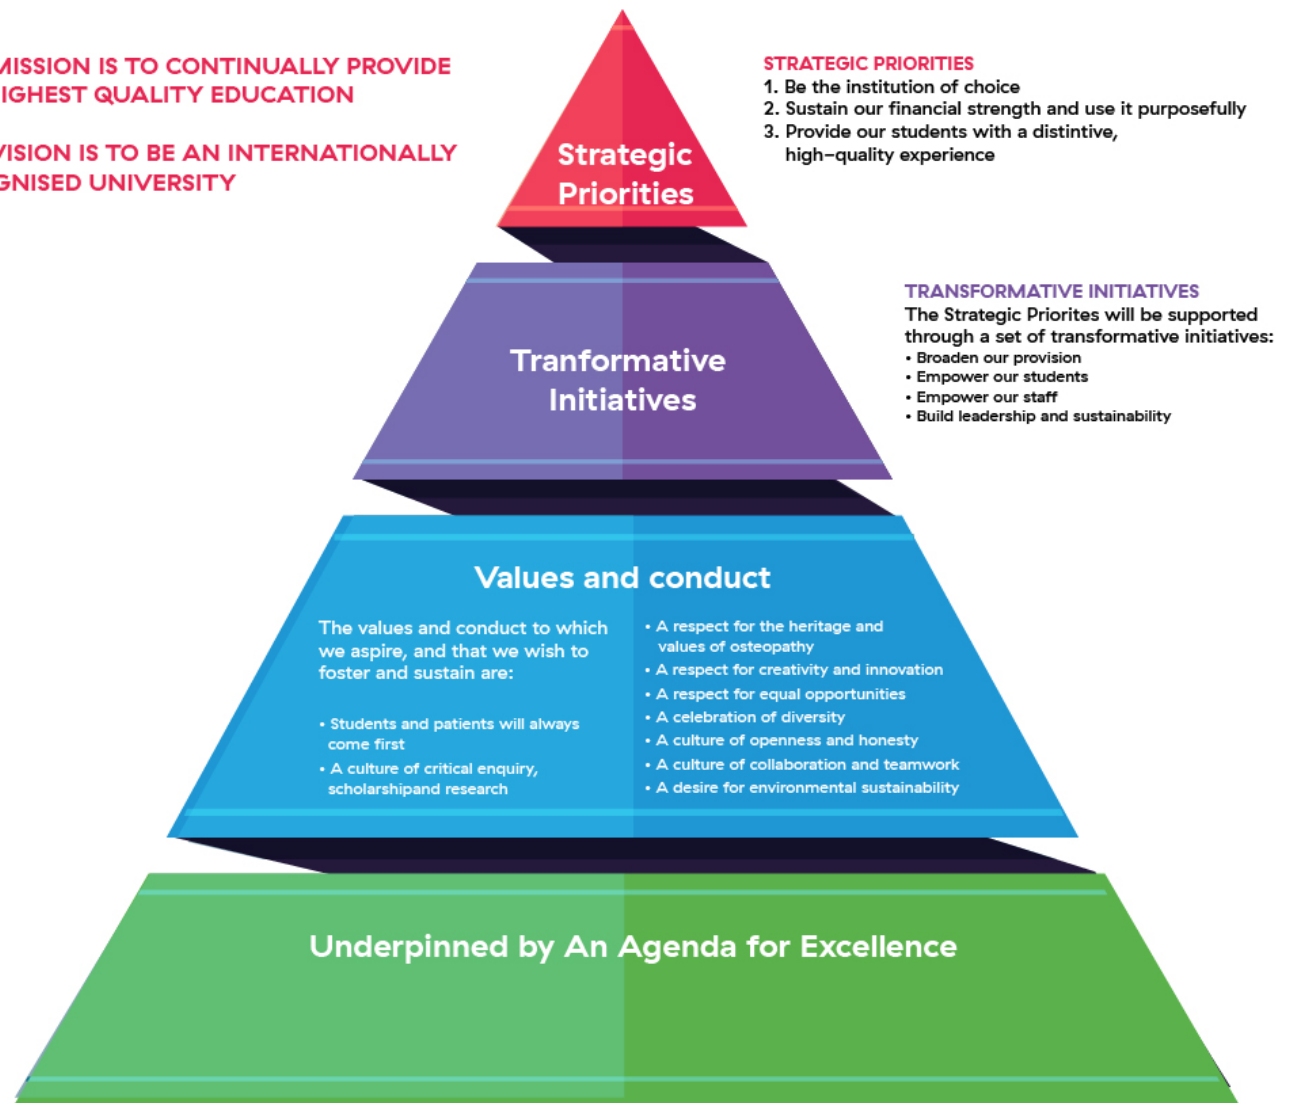 MISSION IS TO CONTINUALLY PROVIDE
IGHEST QUALITY EDUCATION
VISION IS TO BE AN INTERNATIONALLY
GNISED UNIVERSITY
Strategic
Priorities
STRATEGIC PRIORITIES
1. Be the institution of choice
2. Sustain our financial strength and use it purposefully
3. Provide our students with a distintive,
high-quality experience
Tranformative
Initiatives
TRANSFORMATIVE INITIATIVES
The Strategic Priorites will be supported
through a set of transformative initiatives:
• Broaden our provision
• Empower our students
• Empower our staff
• Build leadership and sustainability
Values and conduct
The values and conduct to which
we aspire, and that we wish to
foster and sustain are:
• Students and patients will always
come first
• A culture of critical enquiry,
scholarshipand research
• A respect for the heritage and
values of osteopathy
• A respect for creativity and innovation
• A respect for equal opportunities
• A celebration of diversity
• A culture of openness and honesty
• A culture of collaboration and teamwork
• A desire for environmental sustainability
Underpinned by An Agenda for Excellence